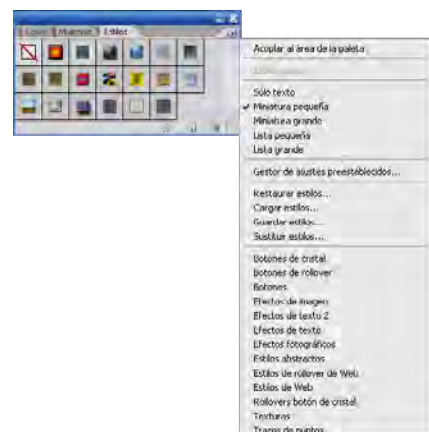 Color Muestras Estilos
Acoplar al área de la paleta
Sólo texto
Miniatura pequeña
Miniatura grande
Lista pequeña
Lista grande
Gestor de ajustes preestablecidos...
Restaurar estilos...
Cargar estilos...
Guardar estilos...
Sustituir estilos...
Botones de cristal
Botones de rollover
Botones
Efectos de imagen
Efectos de texto 2
Efectos de texto
Efectos fotográficos
Estilos abstractos
Estilos de rollover de Web
Estilos de Web
Rollovers botón de cristal
Texturas
Trazos de puntos